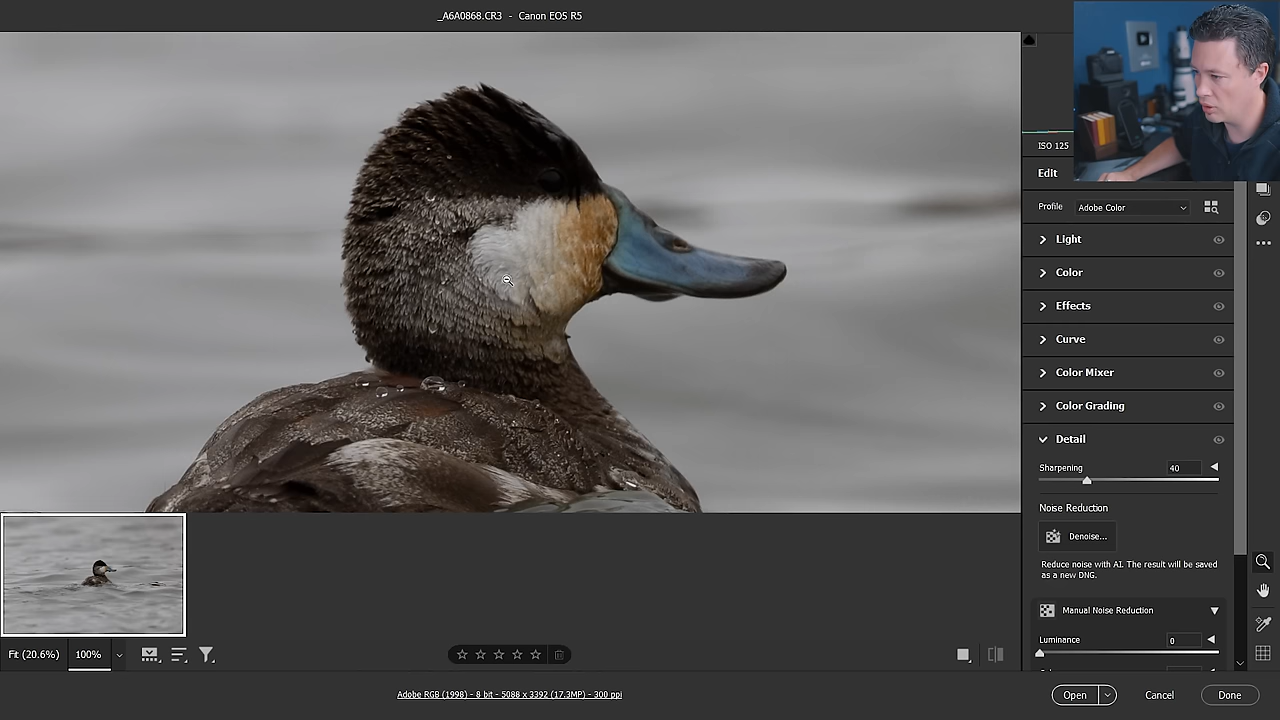 _A6A0868.CR3 - Canon EOS R5
ISO 125
Edit
Profile Adobe Color
Light
Color
Effects
Curve
Color Mixer
Color Grading
Detail
Sharpening 40
Noise Reduction
Denoise...
Reduce noise with AI. The result will be saved
as a new DNG.
Manual Noise Reduction
Luminance 0
Fit (20.6%) 100%
Adobe RGB (1998) - 8 bit - 5088 x 3392 (17.3MP) - 300 ppi
Open Cancel Done